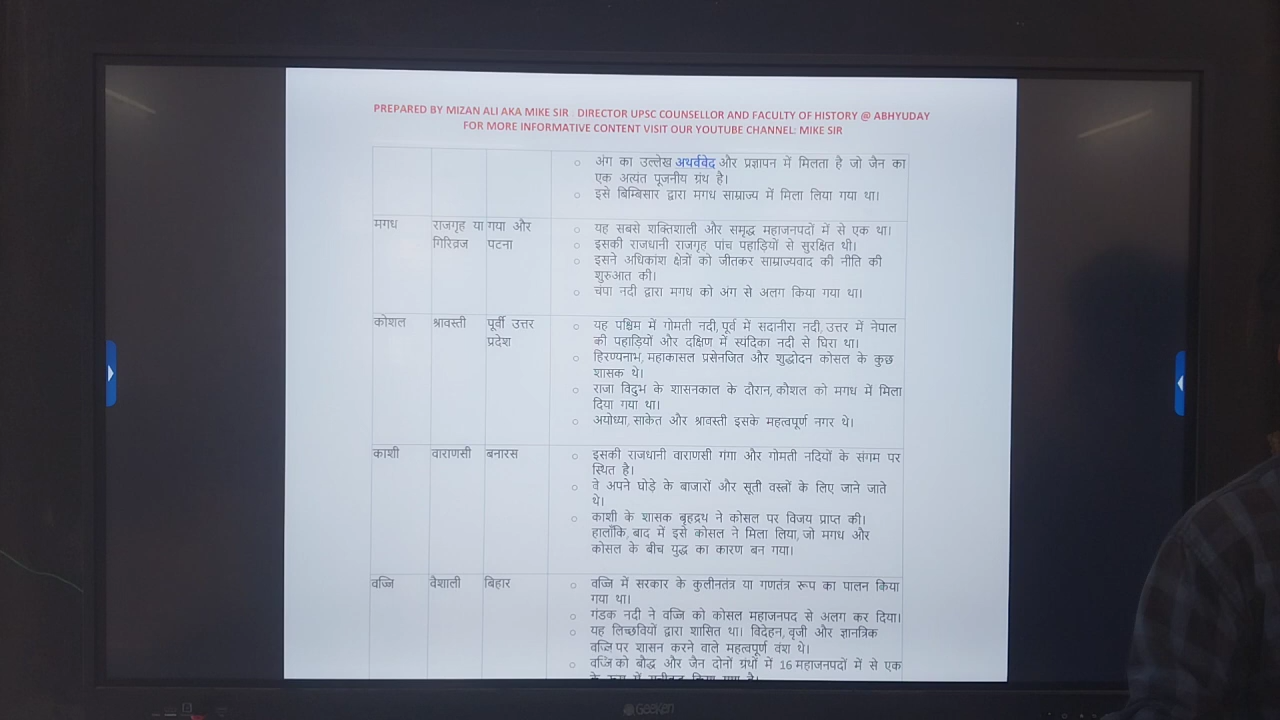 PREPARED BY MIZAN ALI AKA MIKE SIR : DIRECTOR UPSC COUNSELLOR AND FACULTY OF HISTORY @ ABHYUDAY
FOR MORE INFORMATIVE CONTENT VISIT OUR YOUTUBE CHANNEL: MIKE SIR
अंग का उल्लेख अथर्ववेद और प्रज्ञापन में मिलता है जो जैन का
एक अत्यंत पूजनीय ग्रंथ है।
इसे बिम्बिसार द्वारा मगध साम्राज्य में मिला लिया गया था।
मगध
राजगृह या
गिरिव्रज
गया और
पटना
यह सबसे शक्तिशाली और समृद्ध महाजनपदों में से एक था।
इसकी राजधानी राजगृह पांच पहाड़ियों से सुरक्षित थी।
इसने अधिकांश क्षेत्रों को जीतकर साम्राज्यवाद की नीति की
शुरुआत की।
चंपा नदी द्वारा मगध को अंग से अलग किया गया था।
कोशल
श्रावस्ती
पूर्वी उत्तर
प्रदेश
यह पश्चिम में गोमती नदी, पूर्व में सदानीरा नदी, उत्तर में नेपाल
की पहाड़ियों और दक्षिण में स्यंदिका नदी से घिरा था।
हिरण्यनाभ, महाकासल प्रसेनजित और शुद्धोदन कोसल के कुछ
शासक थे।
राजा विदुभ के शासनकाल के दौरान, कौशल को मगध में मिला
दिया गया था।
अयोध्या, साकेत और श्रावस्ती इसके महत्वपूर्ण नगर थे।
काशी
वाराणसी
बनारस
इसकी राजधानी वाराणसी गंगा और गोमती नदियों के संगम पर
स्थित है।
वे अपने घोड़े के बाजारों और सूती वस्त्रों के लिए जाने जाते
थे।
काशी के शासक बृहद्रथ ने कोसल पर विजय प्राप्त की।
हालाँकि, बाद में इसे कोसल ने मिला लिया, जो मगध और
कोसल के बीच युद्ध का कारण बन गया।
वज्जि
वैशाली
बिहार
वज्जि में सरकार के कुलीनतंत्र या गणतंत्र रूप का पालन किया
गया था।
गंडक नदी ने वज्जि को कोसल महाजनपद से अलग कर दिया।
यह लिच्छवियों द्वारा शासित था। विदेहन, वृजी और ज्ञानत्रिक
वज्जि पर शासन करने वाले महत्वपूर्ण वंश थे।
वज्जि को बौद्ध और जैन दोनों ग्रंथों में 16 महाजनपदों में से एक
Geekan